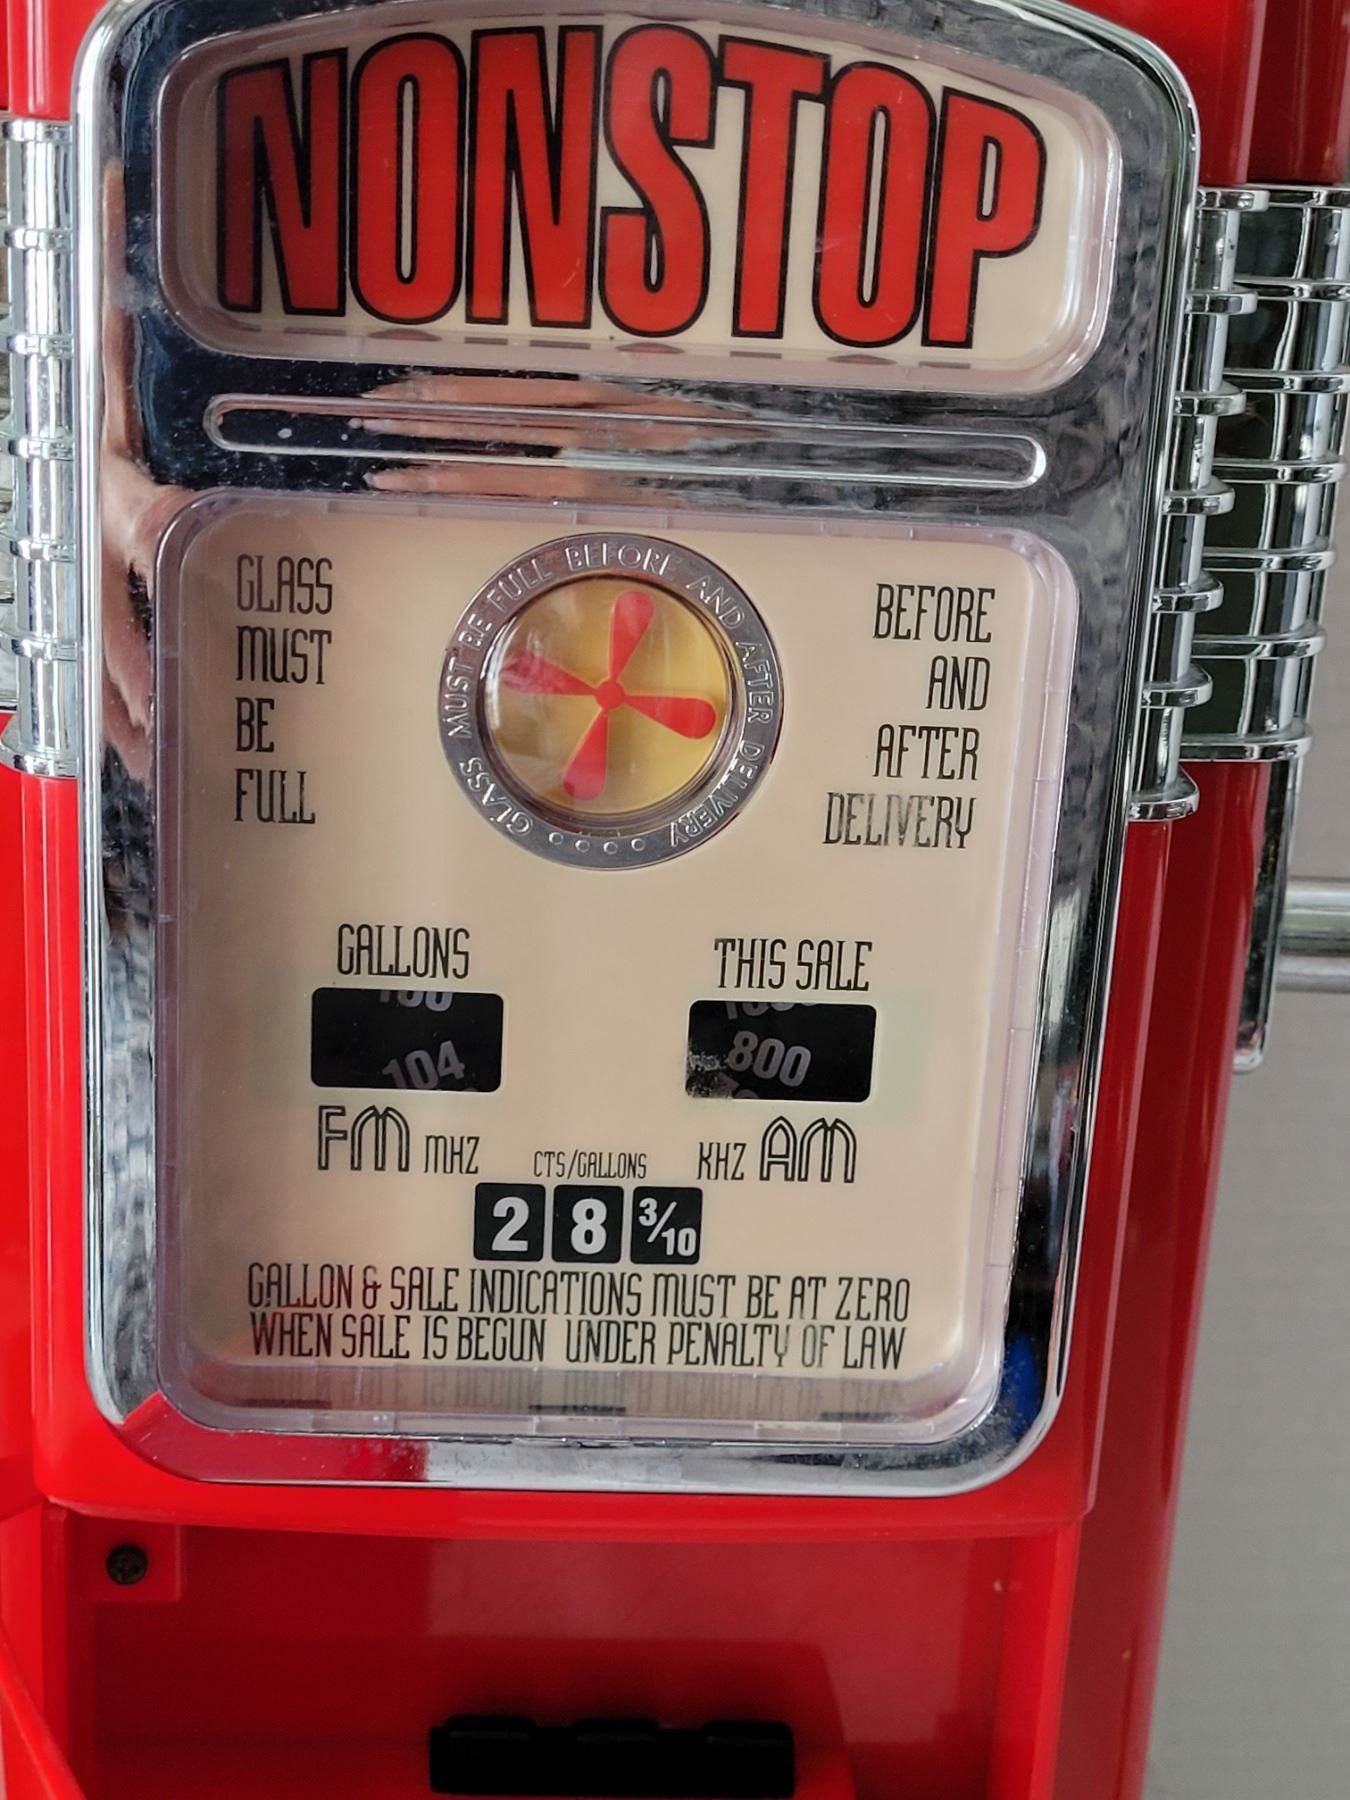 NONSTOP
GLASS
MUST
BE
FULL
GLASS MUST BE FULL BEFORE AND AFTER DELIVERY
BEFORE
AND
AFTER
DELIVERY
GALLONS
104
FM MHZ
THIS SALE
800
KHZ AM
CTS/GALLONS
2 8 3/10
GALLON & SALE INDICATIONS MUST BE AT ZERO
WHEN SALE IS BEGUN UNDER PENALTY OF LAW